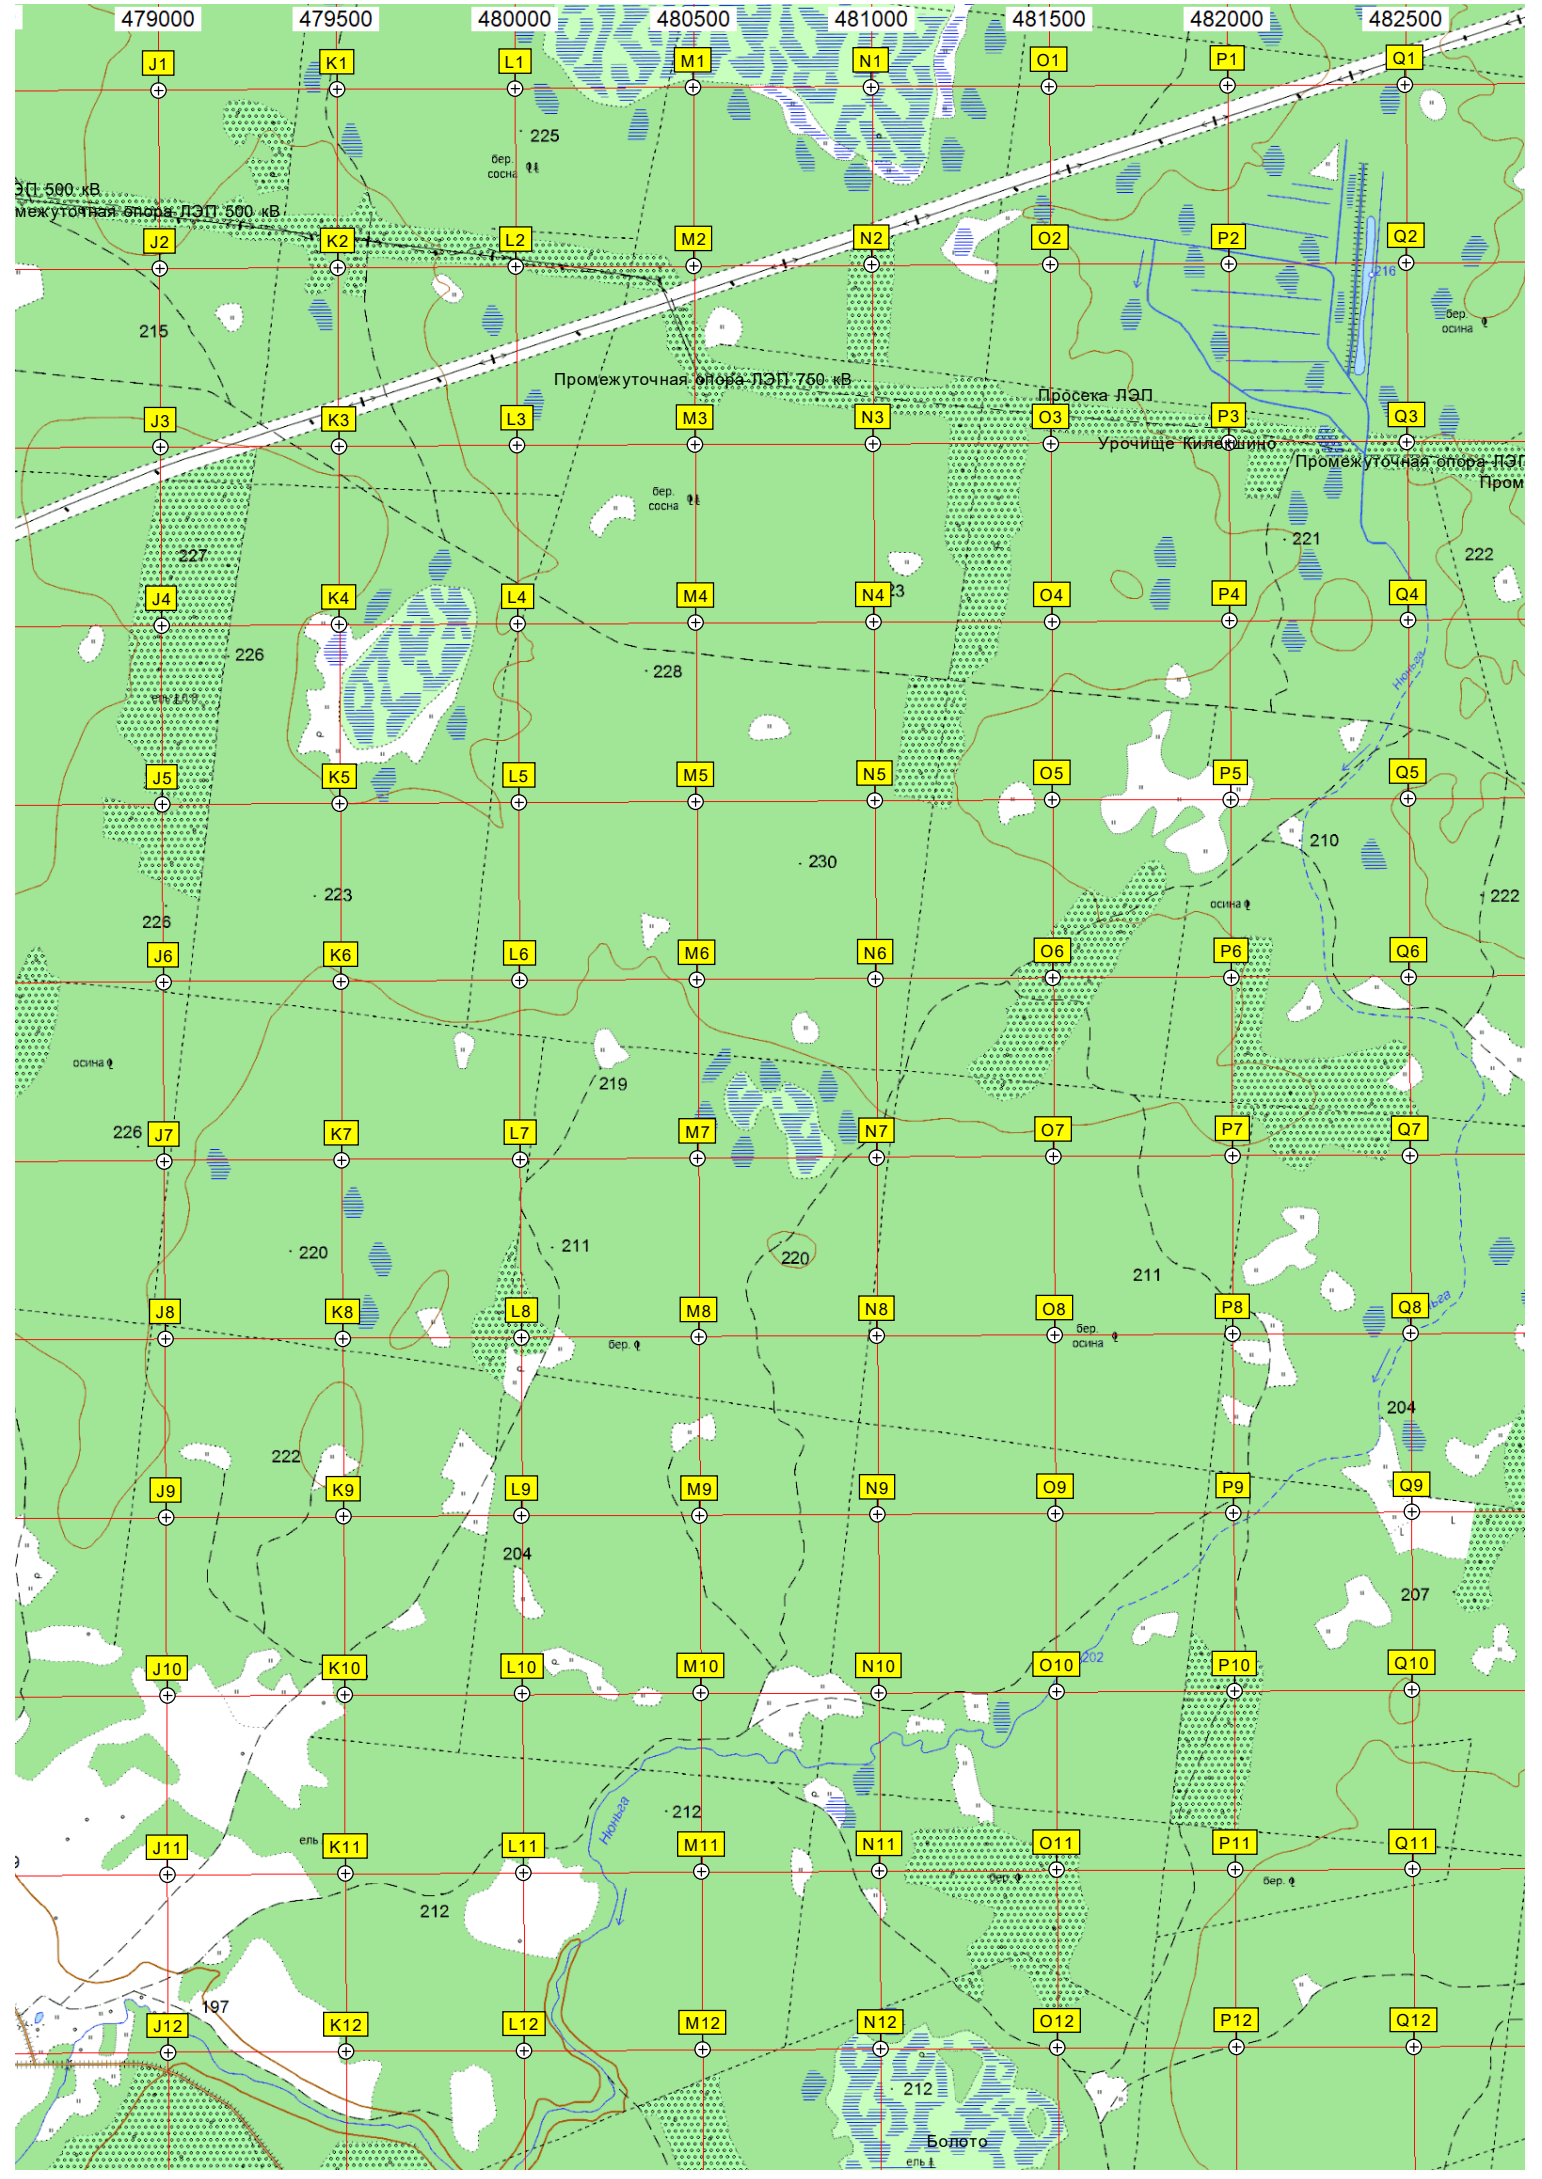 479000 479500 480000 480500 481000 481500 482000 482500
J1 K1 L1 M1 N1 O1 P1 Q1
225
бер.
сосна
ЭП 500 кВ
межуточная опора ЛЭП 500 кВ
J2 K2 L2 M2 N2 O2 P2 Q2
216
215
бер.
осина
Промежуточная опора ЛЭП 750 кВ
Просека ЛЭП
J3 K3 L3 M3 N3 O3 P3 Q3
Урочище Килекшино
Промежуточная опора ЛЭП
Пром
бер.
сосна
227
221
222
J4 K4 L4 M4 N4 O4 P4 Q4
23
226
228
Нюньга
ель
J5 K5 L5 M5 N5 O5 P5 Q5
210
230
223
222
осина
226
J6 K6 L6 M6 N6 O6 P6 Q6
осина
219
226
J7 K7 L7 M7 N7 O7 P7 Q7
220
211
220
211
J8 K8 L8 M8 N8 O8 P8 Q8
ьга
бер.
бер.
осина
204
222
J9 K9 L9 M9 N9 O9 P9 Q9
204
207
J10 K10 L10 M10 N10 O10 P10 Q10
202
212
Нюньга
ель
J11 K11 L11 M11 N11 O11 P11 Q11
9
бер.
бер.
212
197
J12 K12 L12 M12 N12 O12 P12 Q12
212
Болото
ель